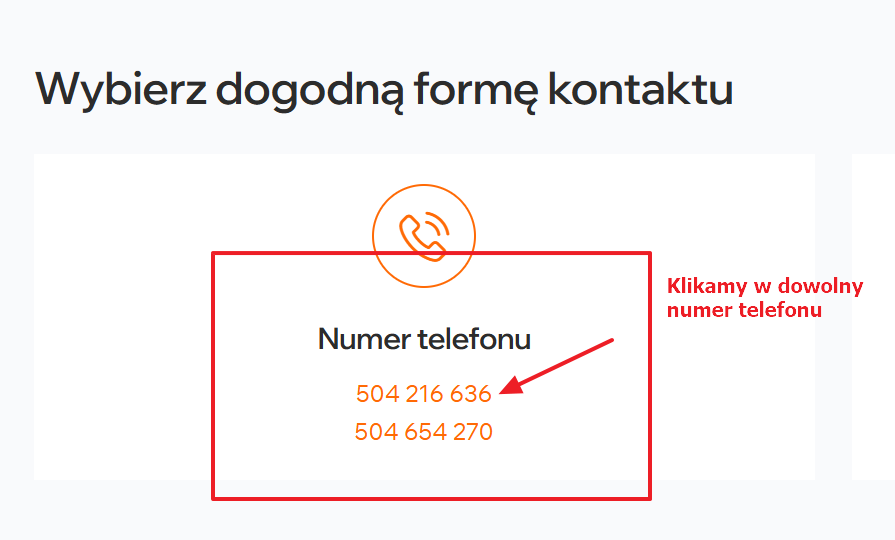 Wybierz dogodną formę kontaktu
Klikamy w dowolny
numer telefonu
Numer telefonu
504 216 636
504 654 270